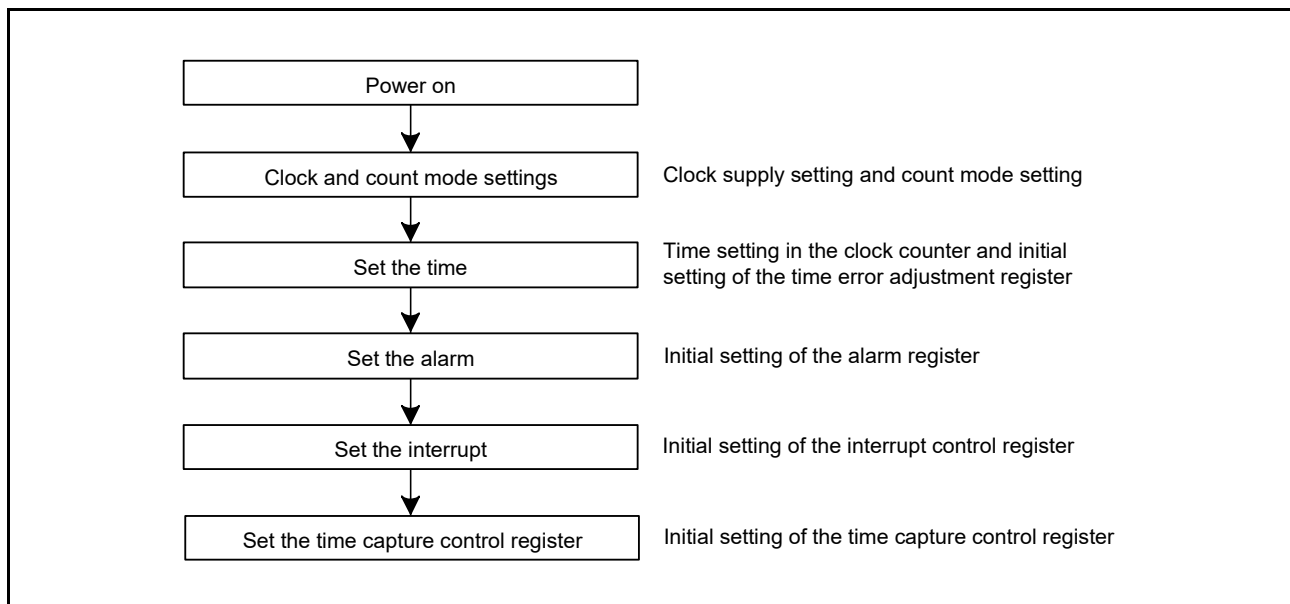 Power on
Clock and count mode settings
Clock supply setting and count mode setting
Set the time
Time setting in the clock counter and initial
setting of the time error adjustment register
Set the alarm
Initial setting of the alarm register
Set the interrupt
Initial setting of the interrupt control register
Set the time capture control register
Initial setting of the time capture control register